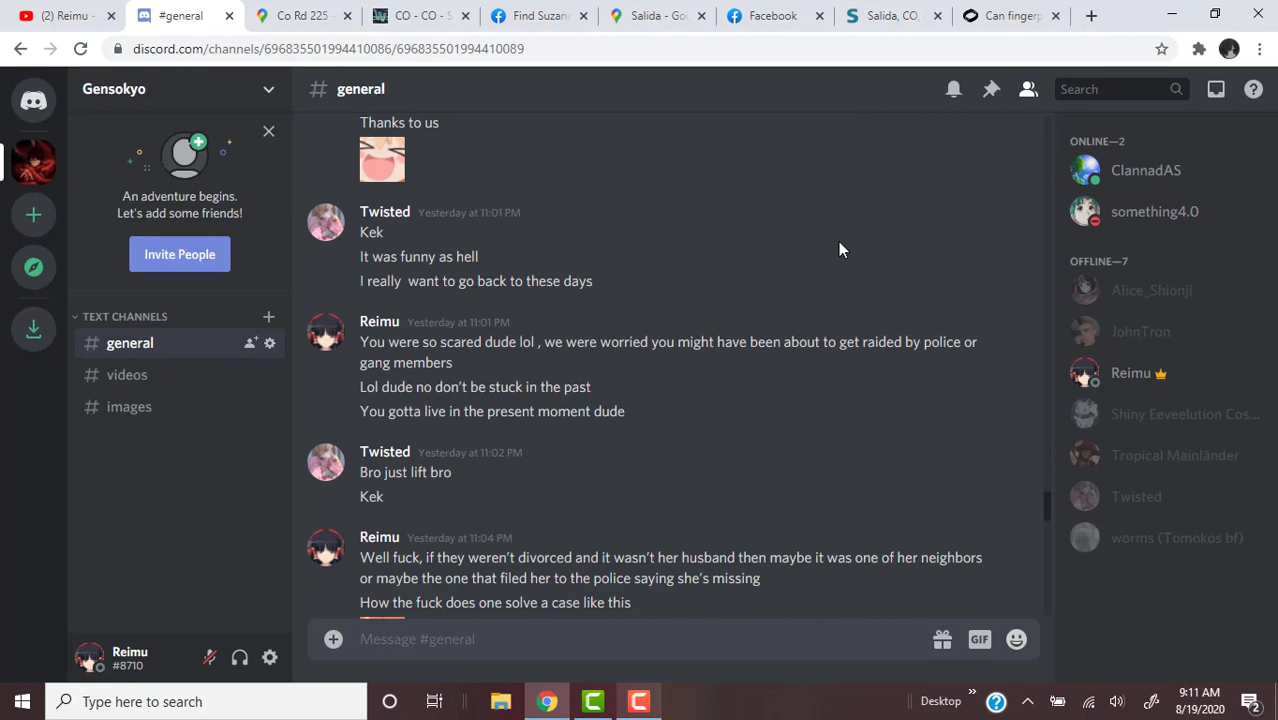 (2) Reimu -
#general
Co Rd 225 -
CO - CO - S
Find Suzann
Salida - Goo
Facebook
Salida, CO,
Can fingerp
discord.com/channels/696835501994410086/696835501994410089
Gensokyo
# general
Search
An adventure begins.
Let's add some friends!
Invite People
TEXT CHANNELS
# general
# videos
# images
Reimu
#8710
Thanks to us
Twisted Yesterday at 11:01 PM
Kek
It was funny as hell
I really want to go back to these days
Reimu Yesterday at 11:01 PM
You were so scared dude lol , we were worried you might have been about to get raided by police or
gang members
Lol dude no don't be stuck in the past
You gotta live in the present moment dude
Twisted Yesterday at 11:02 PM
Bro just lift bro
Kek
Reimu Yesterday at 11:04 PM
Well fuck, if they weren't divorced and it wasn't her husband then maybe it was one of her neighbors
or maybe the one that filed her to the police saying she's missing
How the fuck does one solve a case like this
Message #general
GIF
ONLINE—2
ClannadAS
something4.0
OFFLINE—7
Alice_Shionji
JohnTron
Reimu
Shiny Eeveelution Cos...
Tropical Mainländer
Twisted
worms (Tomokos bf)
Type here to search
Desktop
9:11 AM
8/19/2020
2